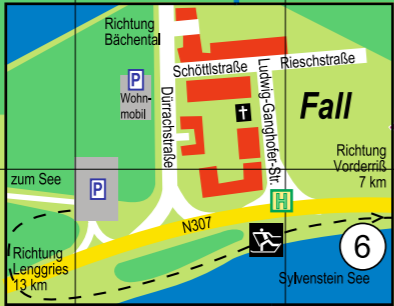 Richtung
Bächental
Schöttlstraße
Rieschstraße
P
Wohn-
mobil
Dürrachstraße
Ludwig-Ganghofer-Str.
Fall
Richtung
Vorderriß
7 km
zum See
P
H
N307
Richtung
Lenggries
13 km
6
Sylvenstein See